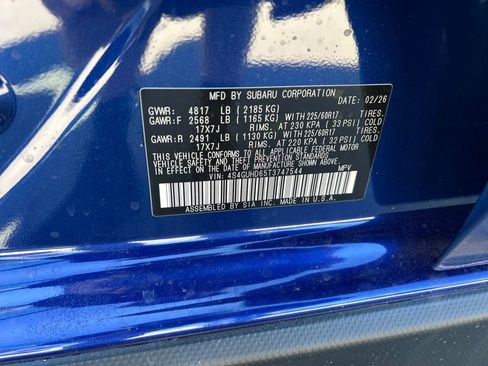 MFD BY SUBARU CORPORATION DATE: 02/26
GVWR: 4817 LB (2185 KG)
GAWR:F 2568 LB (1165 KG) WITH 225/60R17 TIRES.
17X7J RIMS. AT 230 KPA (33 PSI) COLD.
GAWR:R 2491 LB (1130 KG) WITH 225/60R17 TIRES.
17X7J RIMS. AT 220 KPA (32 PSI) COLD.
THIS VEHICLE CONFORMS TO ALL APPLICABLE FEDERAL MOTOR
VEHICLE SAFETY AND THEFT PREVENTION STANDARDS IN EFFECT ON
THE DATE OF MANUFACTURE SHOWN ABOVE.
VIN: 4S4GUHD65T3747544 MPV
ASSEMBLED BY SIA INC. MADE IN U.S.A.